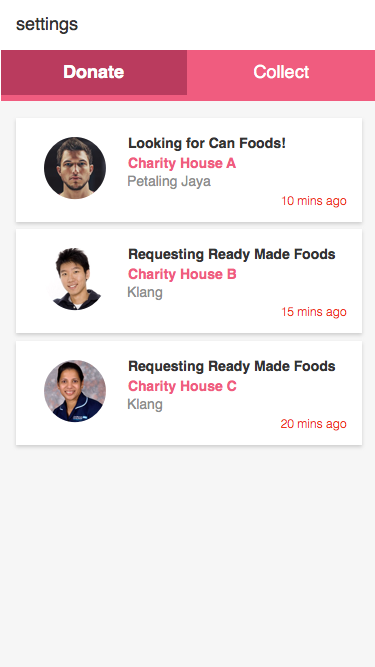 settings
Donate
Collect
Looking for Can Foods!
Charity House A
Petaling Jaya
10 mins ago
Requesting Ready Made Foods
Charity House B
Klang
15 mins ago
Requesting Ready Made Foods
Charity House C
Klang
20 mins ago